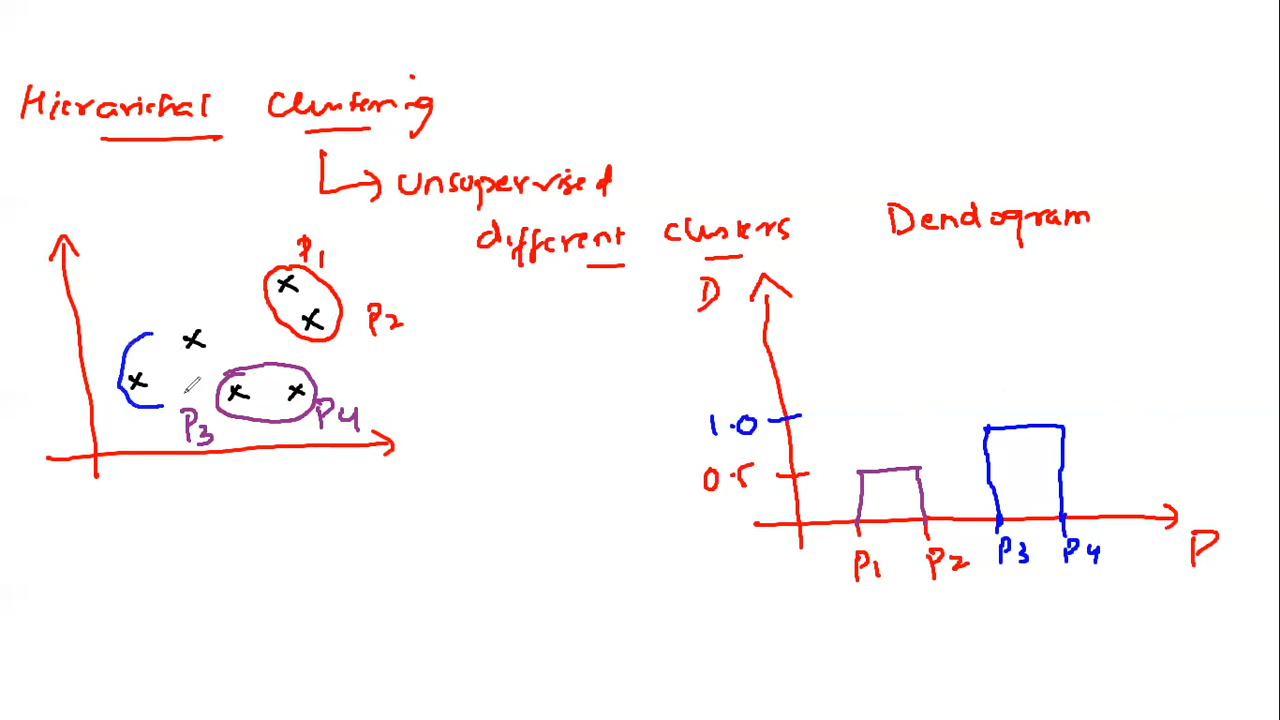 Hierarichal Clustering
Unsupervised
different clusters
Dendogram
P1
P2
P3
P4
D
1.0
0.5
P1 P2 P3 P4
P